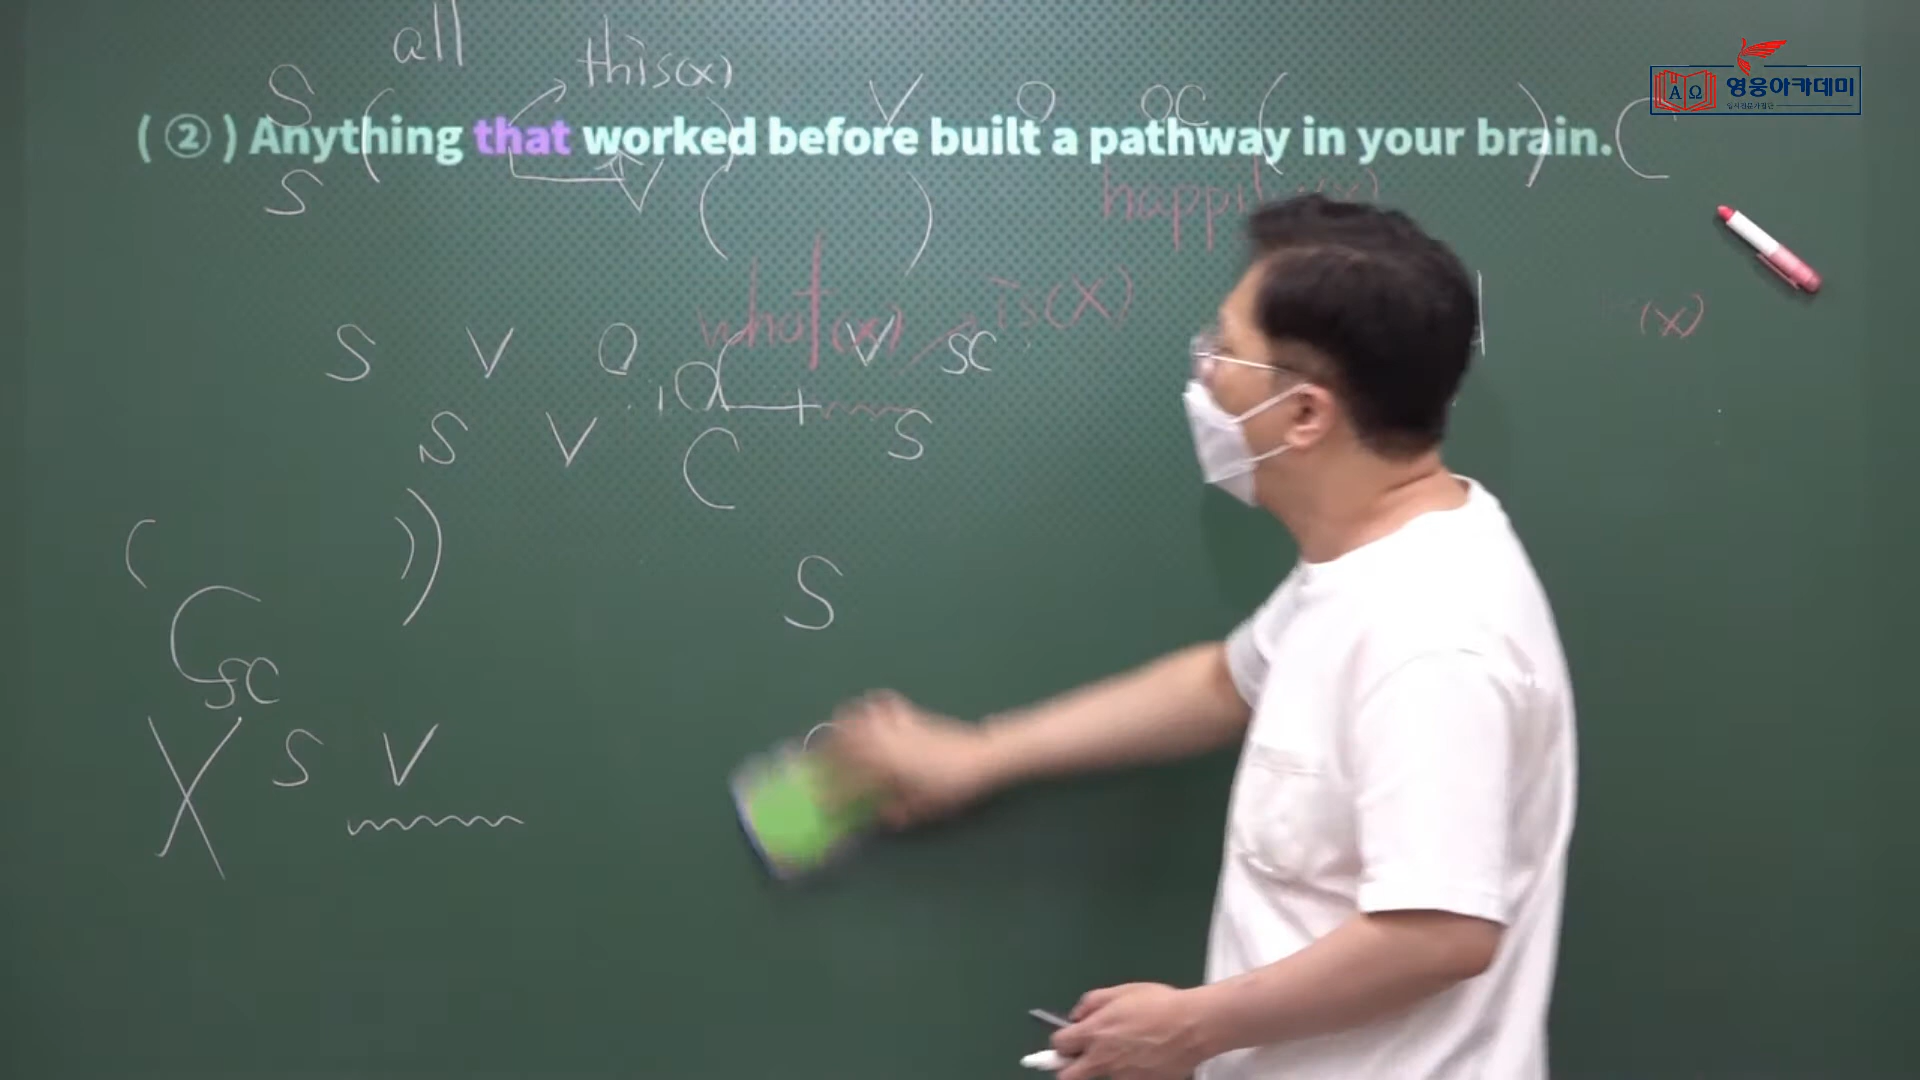 all
this(x)
S ( ) V O OC ( )
영웅아카데미
( ② ) Anything that worked before built a pathway in your brain. (
S V ( )
what(x) is(X)
(x)
S V O V SC
S V C S
( ))
S
SC
S V